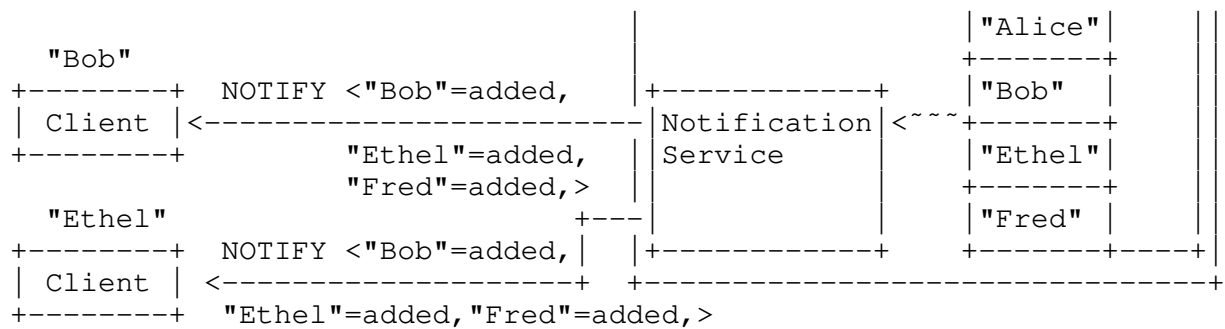 "Alice"
"Bob"
NOTIFY <"Bob"=added, "Bob"
Client Notification
"Ethel"=added, Service "Ethel"
"Fred"=added,>
"Ethel" "Fred"
NOTIFY <"Bob"=added,
Client
"Ethel"=added,"Fred"=added,>